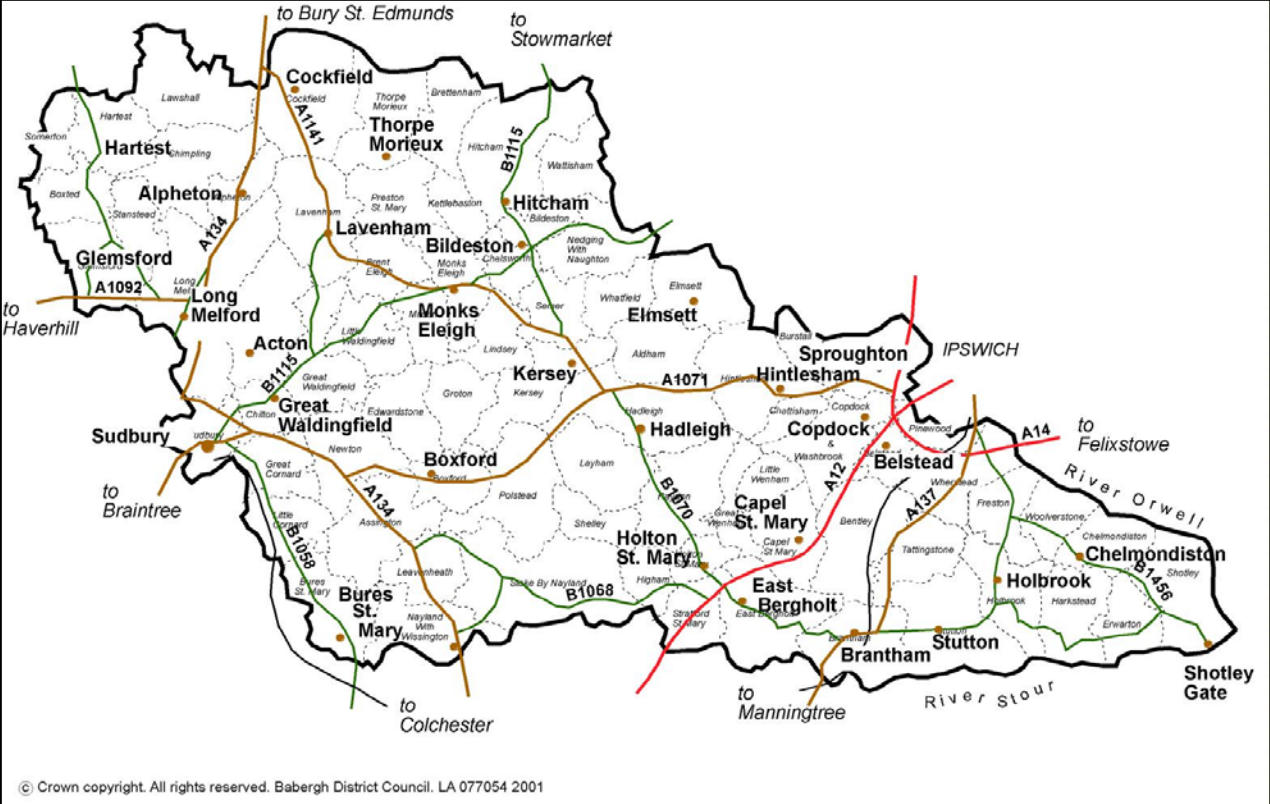 to Bury St. Edmunds
to
Stowmarket
Cockfield
Cockfield
Lawshall
Thorpe
Morieux
Brettenham
A1141
Hartest
Thorpe
Morieux
Somerton
B1115
Hartest
Shimpling
Hitcham
Wattisham
Boxted
Alpheton
Alpheton
Preston
St. Mary
Kettlebaston
Hitcham
Stanstead
Lavenham
Bildeston
A134
Lavenham
Bildeston
Nedging
With
Naughton
Glemsford
Glemsford
Brent
Eleigh
Monks
Eleigh
Chelsworth
A1092
Long
Mel
Long
Melford
Elmsett
Whatfield
to
Haverhill
Monks
Eleigh
Semer
Elmsett
Little
Waldingfield
Burstall
Acton
Lindsey
Aldham
Sproughton
IPSWICH
B1115
Great
Waldingfield
Kersey
A1071
Hintlesham
Hintlesham
Groton
Kersey
Chilton
Great
Waldingfield
Edwardstone
Hadleigh
Chattisham
Copdock
Sudbury
udbury
Hadleigh
Copdock
&
Washbrook
Pinewood
A14
to
Felixstowe
Newton
Belstead
Great
Cornard
Boxford
Boxford
Layham
Little
Wenham
A12
to
Braintree
A134
Polstead
B1070
Wherstead
River Orwell
Capel
St. Mary
Freston
A137
Little
Cornard
Assington
Shelley
Great
Wenham
Bentley
Woolverstone
B1058
Holton
St. Mary
Capel
St Mary
Tattingstone
Chelmondiston
Chelmondiston
Leavenheath
Higham
B1456
Shotley
Bures
St. Mary
Stoke By Nayland
East
Bergholt
Holbrook
B1068
Bures
St.
Mary
Holbrook
Harkstead
Nayland
With
Wissington
Stratford
St Mary
East Bergholt
Erwarton
Brantham
Stutton
Stutton
Brantham
Shotley
Gate
to
Colchester
to
Manningtree
River Stour
© Crown copyright. All rights reserved. Babergh District Council. LA 077054 2001